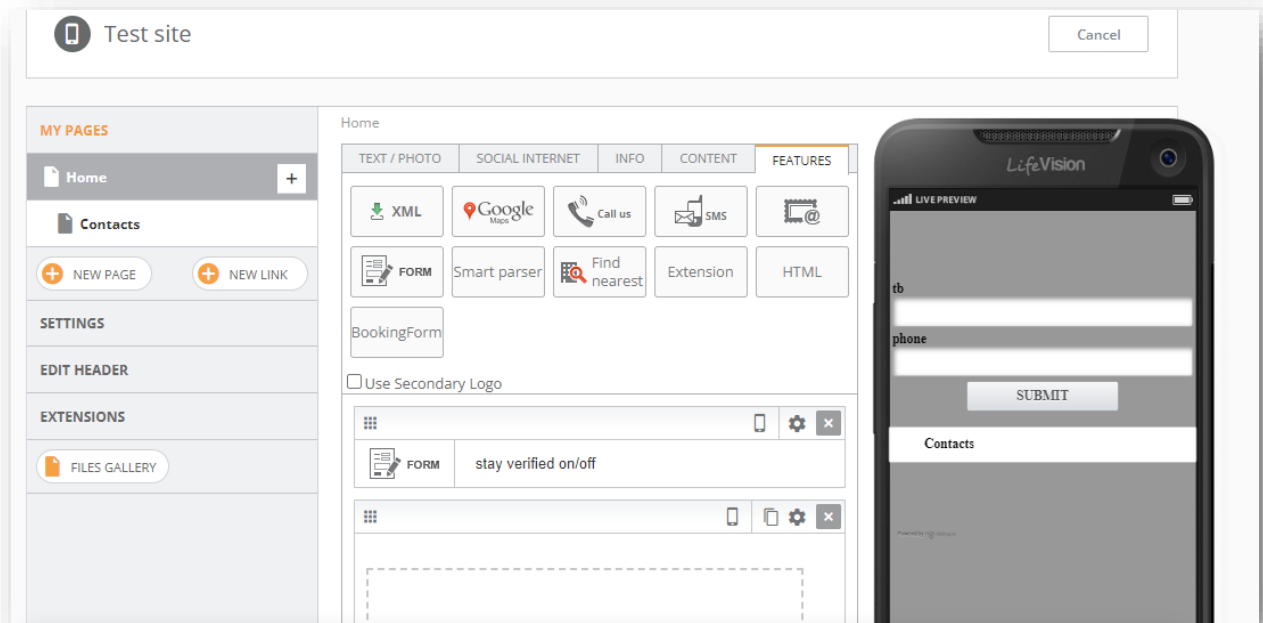 Test site
Cancel
MY PAGES
Home
+
Contacts
NEW PAGE
NEW LINK
SETTINGS
EDIT HEADER
EXTENSIONS
FILES GALLERY
Home
TEXT / PHOTO
SOCIAL INTERNET
INFO
CONTENT
FEATURES
XML
Google
Maps
Call us
SMS
@
FORM
Smart parser
Find
nearest
Extension
HTML
BookingForm
Use Secondary Logo
FORM
stay verified on/off
LifeVision
LIVE PREVIEW
tb
phone
SUBMIT
Contacts
Powered by